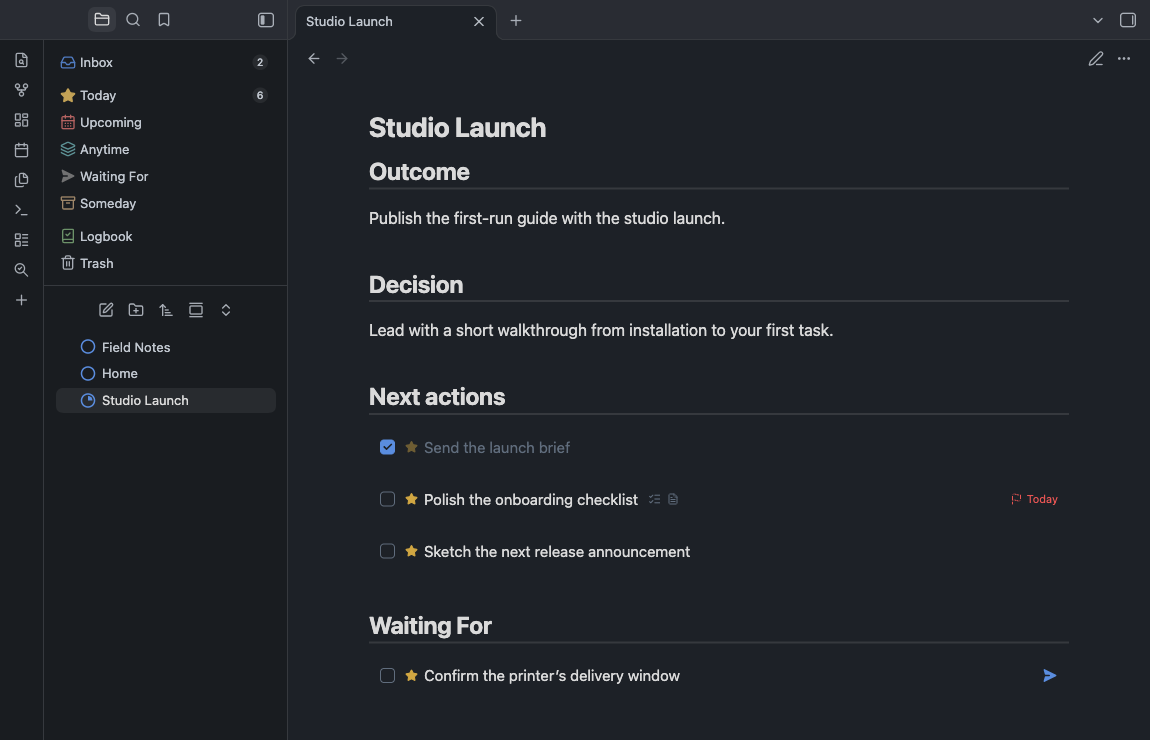 Studio Launch
Inbox 2
Today 6
Upcoming
Anytime
Waiting For
Someday
Logbook
Trash
Field Notes
Home
Studio Launch
Studio Launch
Outcome
Publish the first-run guide with the studio launch.
Decision
Lead with a short walkthrough from installation to your first task.
Next actions
Send the launch brief
Polish the onboarding checklist Today
Sketch the next release announcement
Waiting For
Confirm the printer’s delivery window